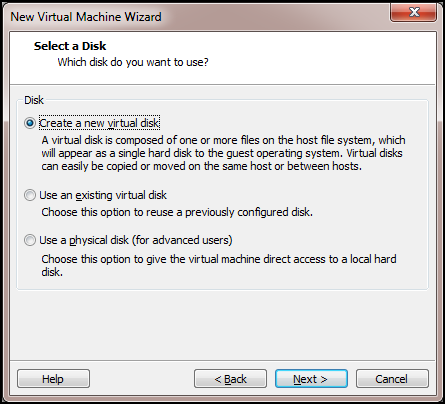 New Virtual Machine Wizard
Select a Disk
Which disk do you want to use?
Disk
Create a new virtual disk
A virtual disk is composed of one or more files on the host file system, which
will appear as a single hard disk to the guest operating system. Virtual disks
can easily be copied or moved on the same host or between hosts.
Use an existing virtual disk
Choose this option to reuse a previously configured disk.
Use a physical disk (for advanced users)
Choose this option to give the virtual machine direct access to a local hard
disk.
Help
< Back
Next >
Cancel